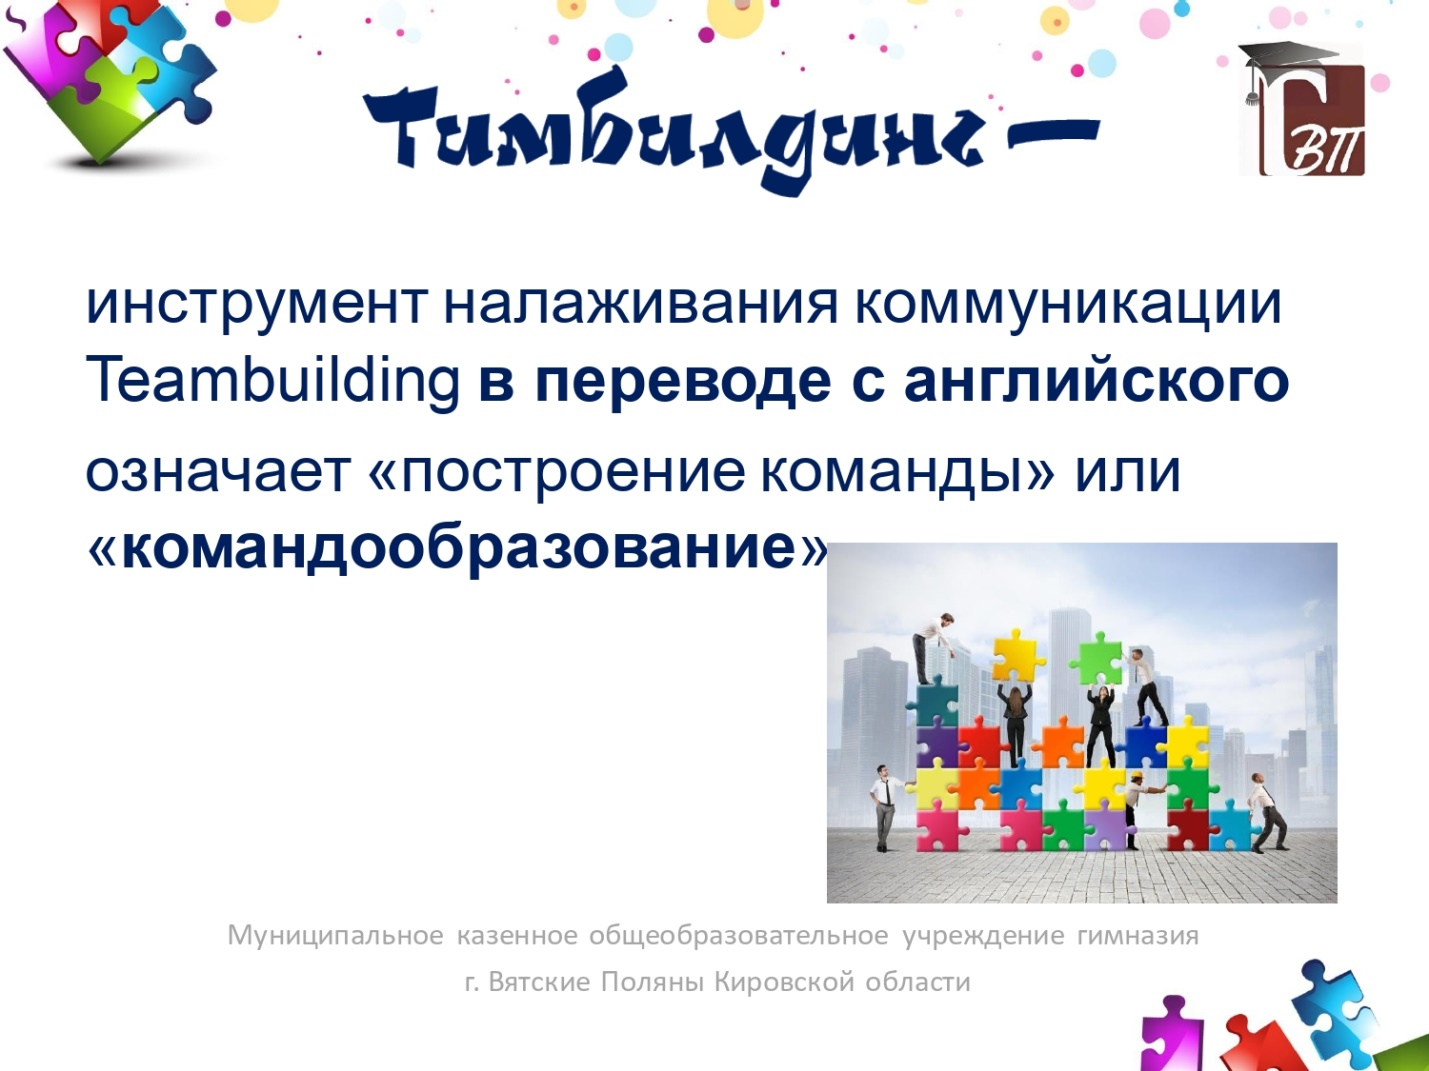 Тимбилдинг –
ГВП
инструмент налаживания коммуникации
Teambuilding в переводе с английского
означает «построение команды» или
«командообразование»
Муниципальное казенное общеобразовательное учреждение гимназия
г. Вятские Поляны Кировской области